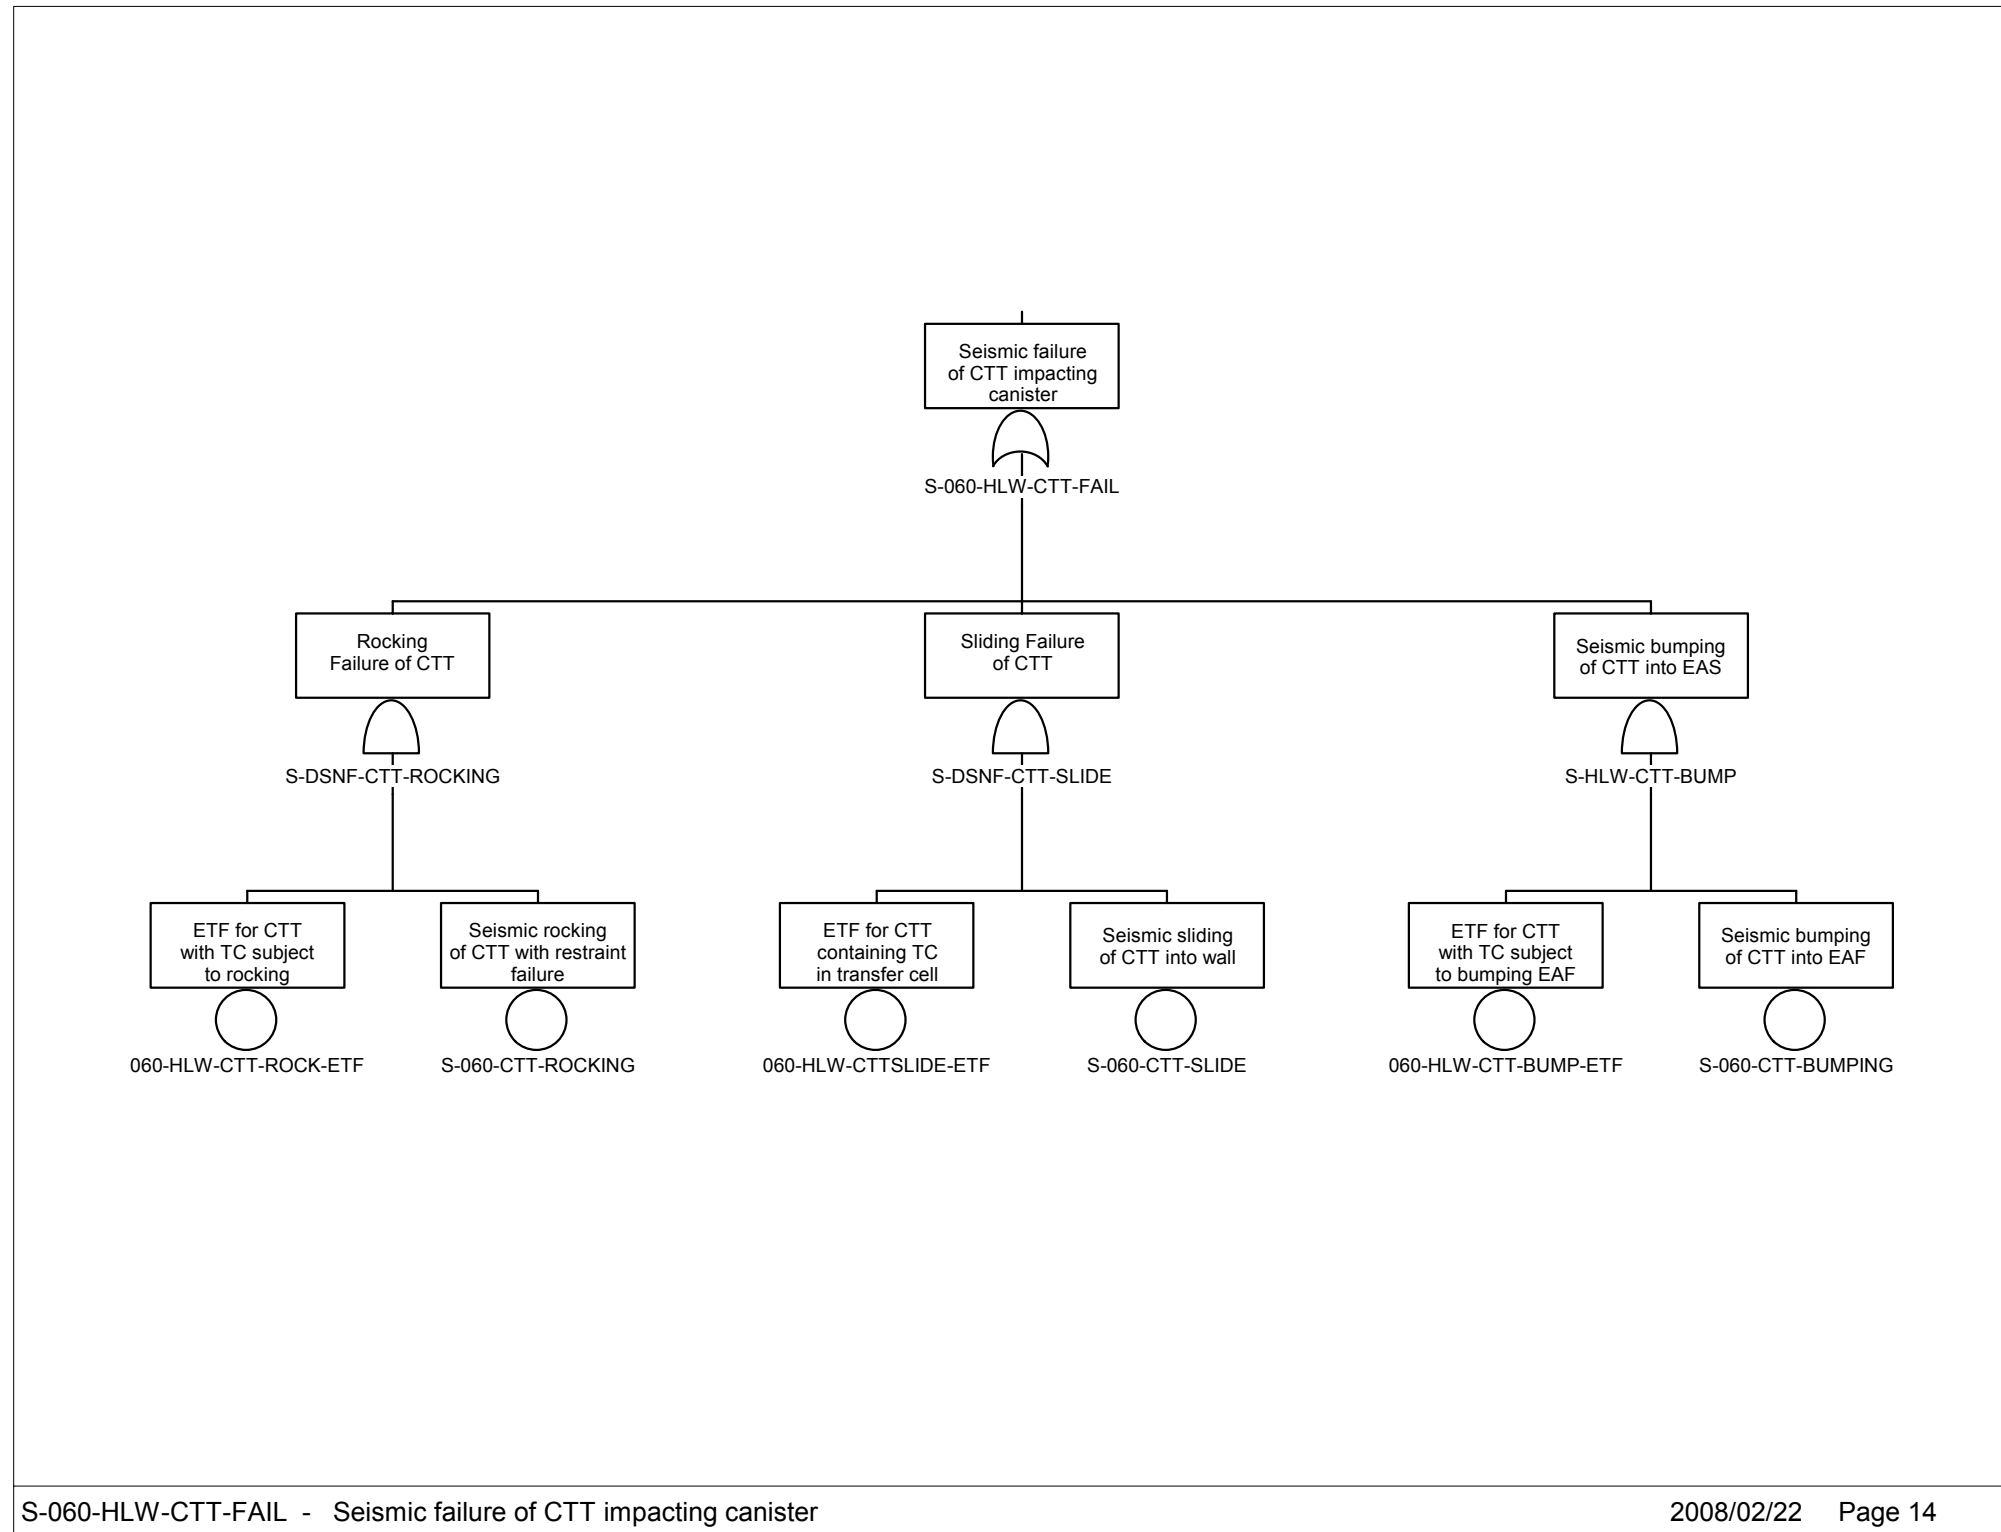 Seismic failure
of CTT impacting
canister
S-060-HLW-CTT-FAIL
Rocking
Failure of CTT
S-DSNF-CTT-ROCKING
Sliding Failure
of CTT
S-DSNF-CTT-SLIDE
Seismic bumping
of CTT into EAS
S-HLW-CTT-BUMP
ETF for CTT
with TC subject
to rocking
060-HLW-CTT-ROCK-ETF
Seismic rocking
of CTT with restraint
failure
S-060-CTT-ROCKING
ETF for CTT
containing TC
in transfer cell
060-HLW-CTTSLIDE-ETF
Seismic sliding
of CTT into wall
S-060-CTT-SLIDE
ETF for CTT
with TC subject
to bumping EAF
060-HLW-CTT-BUMP-ETF
Seismic bumping
of CTT into EAF
S-060-CTT-BUMPING
S-060-HLW-CTT-FAIL - Seismic failure of CTT impacting canister
2008/02/22 Page 14